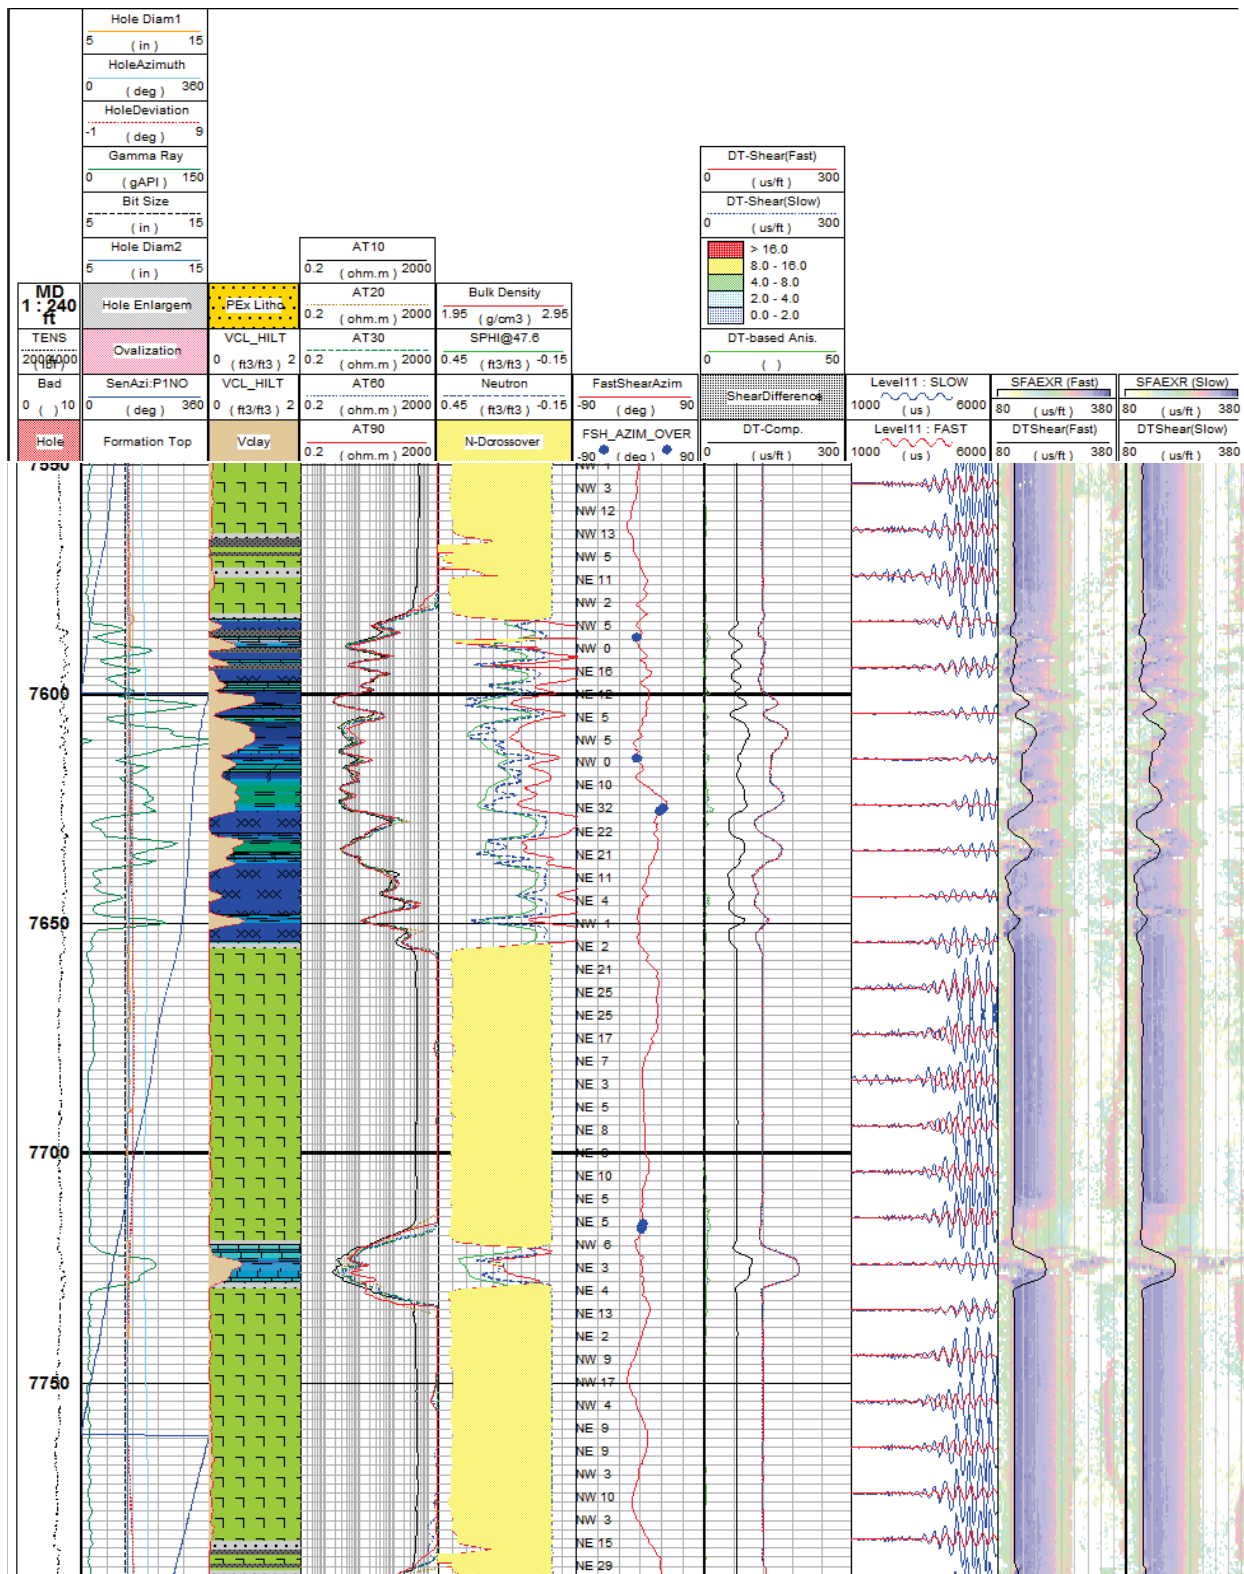 Hole Diam1
5 ( in ) 15
HoleAzimuth
0 ( deg ) 360
HoleDeviation
-1 ( deg ) 9
Gamma Ray
0 ( gAPI ) 150
Bit Size
5 ( in ) 15
Hole Diam2
5 ( in ) 15
Hole Enlargem
Ovalization
SenAzi:P1NO
0 ( deg ) 360
Formation Top
MD
1 : 240
ft
TENS
Bad
0 ( ) 10
Hole
PEx Litho
VCL_HILT
0 ( ft3/ft3 ) 2
VCL_HILT
0 ( ft3/ft3 ) 2
Vclay
AT10
0.2 ( ohm.m ) 2000
AT20
0.2 ( ohm.m ) 2000
AT30
0.2 ( ohm.m ) 2000
AT60
0.2 ( ohm.m ) 2000
AT90
0.2 ( ohm.m ) 2000
Bulk Density
1.95 ( g/cm3 ) 2.95
SPHI@47.6
0.45 ( ft3/ft3 ) -0.15
Neutron
0.45 ( ft3/ft3 ) -0.15
N-Dcrossover
FastShearAzim
-90 ( deg ) 90
FSH_AZIM_OVER
-90 ( deg ) 90
DT-Shear(Fast)
0 ( us/ft ) 300
DT-Shear(Slow)
0 ( us/ft ) 300
> 16.0
8.0 - 16.0
4.0 - 8.0
2.0 - 4.0
0.0 - 2.0
DT-based Anis.
0 ( ) 50
ShearDifference
DT-Comp.
0 ( us/ft ) 300
Level11 : SLOW
1000 ( us ) 6000
Level11 : FAST
1000 ( us ) 6000
SFAEXR (Fast)
80 ( us/ft ) 380
DTShear(Fast)
80 ( us/ft ) 380
SFAEXR (Slow)
80 ( us/ft ) 380
DTShear(Slow)
80 ( us/ft ) 380
7550
NW 3
NW 12
NW 13
NW 5
NE 11
NW 2
NW 5
NW 0
NE 16
7600
NE 12
NE 5
NW 5
NW 0
NE 10
NE 32
NE 22
NE 21
NE 11
NE 4
7650
NW 1
NE 2
NE 21
NE 25
NE 25
NE 17
NE 7
NE 3
NE 5
NE 8
7700
NE 10
NE 5
NE 5
NW 6
NE 3
NE 4
NE 13
NE 2
NW 9
7750
NW 17
NW 4
NE 9
NE 9
NW 3
NW 10
NW 3
NE 15
NE 29